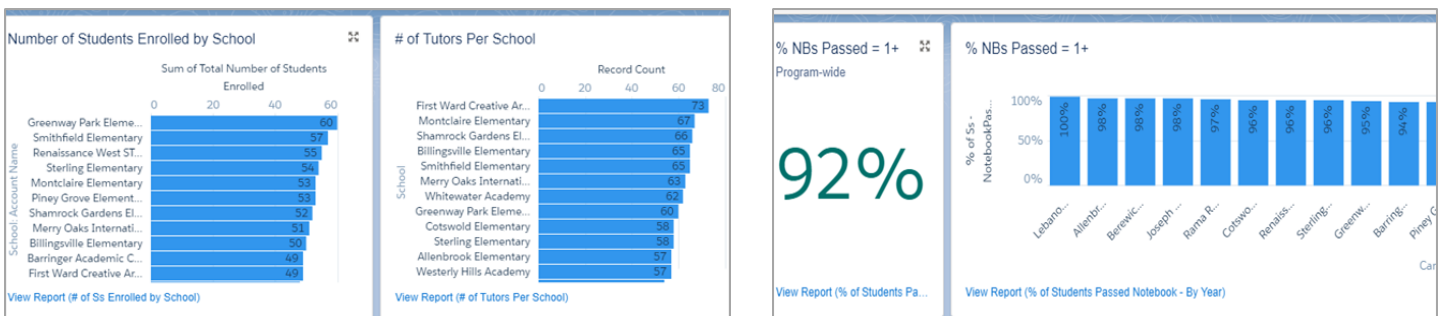 Number of Students Enrolled by School
Sum of Total Number of Students
Enrolled
0 20 40 60
School: Account Name
Greenway Park Eleme... 60
Smithfield Elementary 57
Renaissance West ST... 55
Sterling Elementary 54
Montclaire Elementary 53
Piney Grove Element... 53
Shamrock Gardens El... 52
Merry Oaks Internati... 51
Billingsville Elementary 50
Barringer Academic C... 49
First Ward Creative Ar... 49
View Report (# of Ss Enrolled by School)
# of Tutors Per School
Record Count
0 20 40 60 80
School
First Ward Creative Ar... 73
Montclaire Elementary 67
Shamrock Gardens El... 66
Billingsville Elementary 65
Smithfield Elementary 65
Merry Oaks Internati... 63
Whitewater Academy 62
Greenway Park Eleme... 60
Cotswold Elementary 58
Sterling Elementary 58
Allenbrook Elementary 57
Westerly Hills Academy 57
View Report (# of Tutors Per School)
% NBs Passed = 1+
Program-wide
92%
View Report (% of Students Pa...
% NBs Passed = 1+
% of Ss -
NotebookPas...
100%
50%
0%
100% 98% 98% 98% 97% 96% 96% 96% 95% 94%
Lebano... Allenbr... Berewic... Joseph ... Rama R... Cotswo... Renaiss... Sterling... Greenw... Barring... Piney G
Car
View Report (% of Students Passed Notebook - By Year)